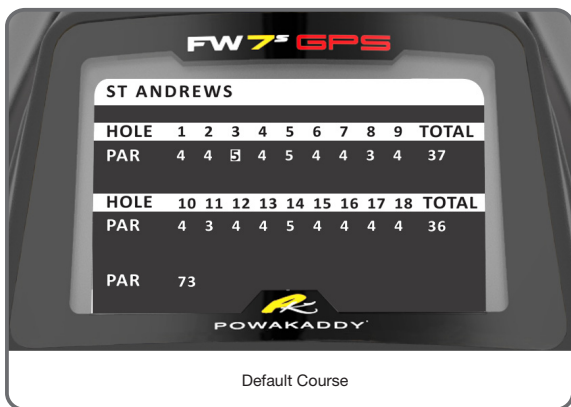 FW7s GPS
ST ANDREWS
HOLE 1 2 3 4 5 6 7 8 9 TOTAL
PAR 4 4 5 4 5 4 4 3 4 37
HOLE 10 11 12 13 14 15 16 17 18 TOTAL
PAR 4 3 4 4 5 4 4 4 4 36
PAR 73
POWAKADDY
Default Course